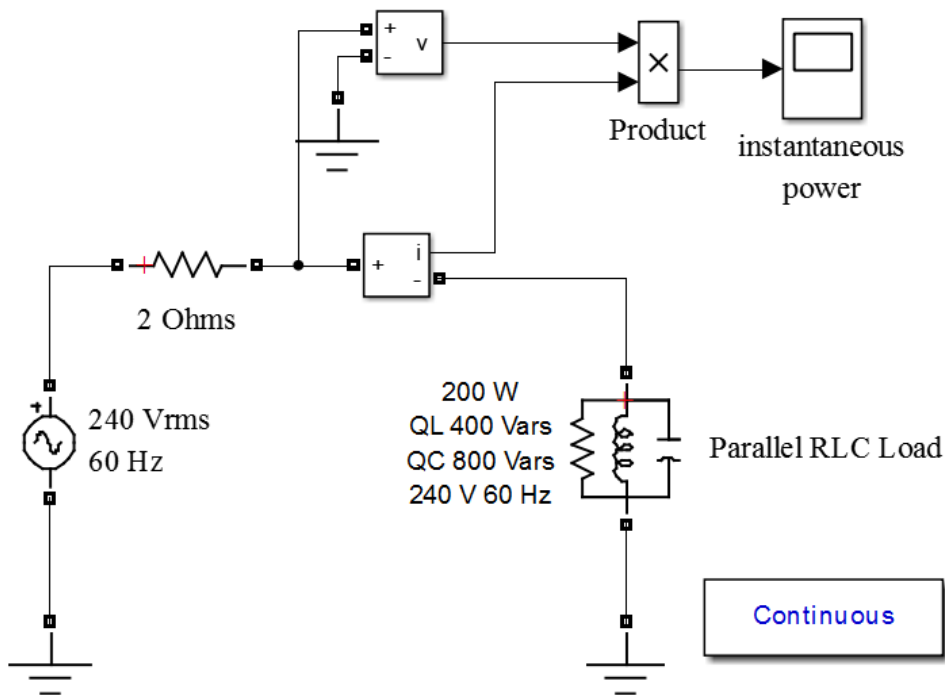 +
-
v
×
Product
instantaneous
power
+
i
-
2 Ohms
+
240 Vrms
60 Hz
200 W
QL 400 Vars
QC 800 Vars
240 V 60 Hz
Parallel RLC Load
Continuous